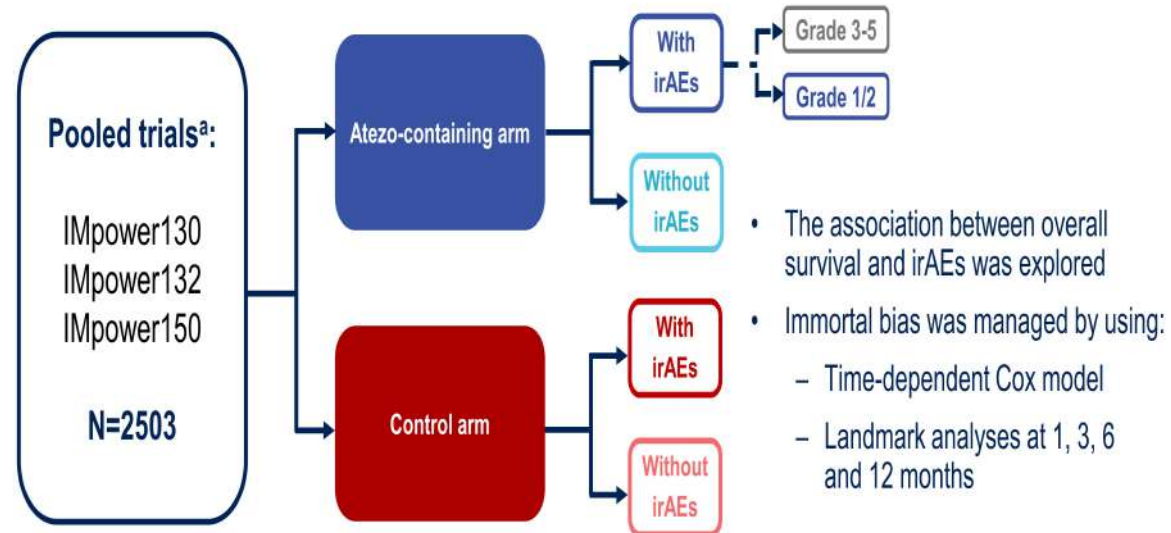 Pooled trialsᵃ:
IMpower130
IMpower132
IMpower150
N=2503
Atezo-containing arm
Control arm
With
irAEs
Grade 3-5
Grade 1/2
Without
irAEs
With
irAEs
Without
irAEs
• The association between overall
survival and irAEs was explored
• Immortal bias was managed by using:
– Time-dependent Cox model
– Landmark analyses at 1, 3, 6
and 12 months